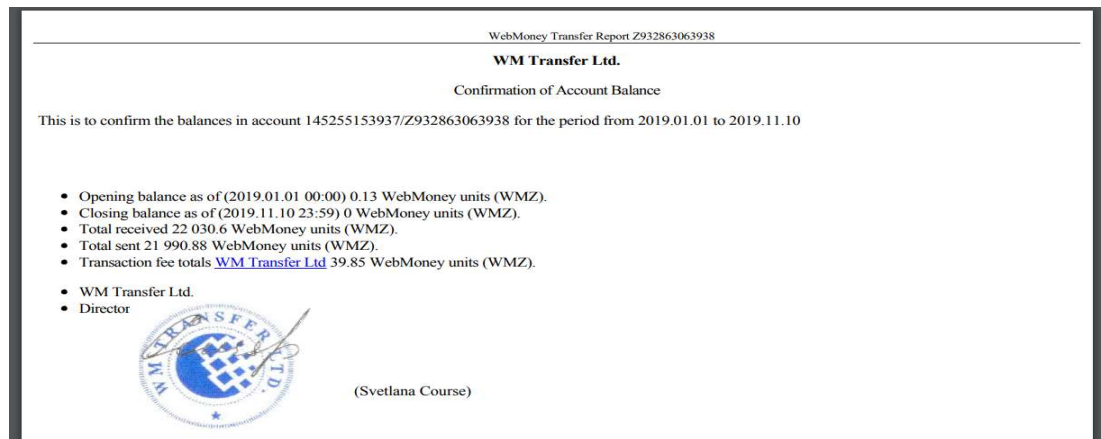 WebMoney Transfer Report Z932863063938
WM Transfer Ltd.
Confirmation of Account Balance
This is to confirm the balances in account 145255153937/Z932863063938 for the period from 2019.01.01 to 2019.11.10
• Opening balance as of (2019.01.01 00:00) 0.13 WebMoney units (WMZ).
• Closing balance as of (2019.11.10 23:59) 0 WebMoney units (WMZ).
• Total received 22 030.6 WebMoney units (WMZ).
• Total sent 21 990.88 WebMoney units (WMZ).
• Transaction fee totals WM Transfer Ltd 39.85 WebMoney units (WMZ).
• WM Transfer Ltd.
• Director
WM TRANSFER LTD.
(Svetlana Course)